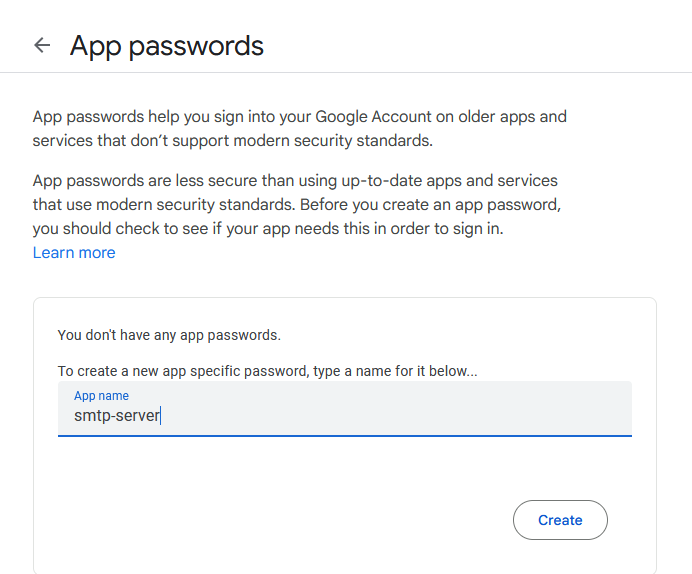 App passwords
App passwords help you sign into your Google Account on older apps and
services that don’t support modern security standards.
App passwords are less secure than using up-to-date apps and services
that use modern security standards. Before you create an app password,
you should check to see if your app needs this in order to sign in.
Learn more
You don't have any app passwords.
To create a new app specific password, type a name for it below...
App name
smtp-server
Create